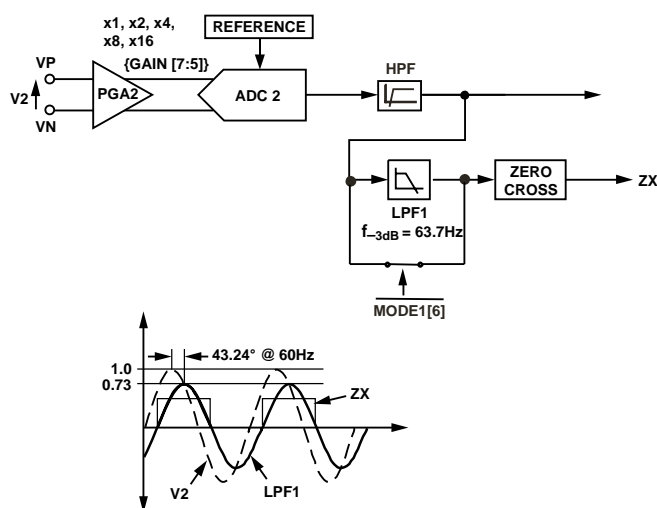 x1, x2, x4,
x8, x16
{GAIN [7:5]}
REFERENCE
VP
V2
VN
PGA2
ADC 2
HPF
LPF1
f–3dB = 63.7Hz
ZERO
CROSS
ZX
MODE1[6]
43.24° @ 60Hz
1.0
0.73
ZX
V2
LPF1